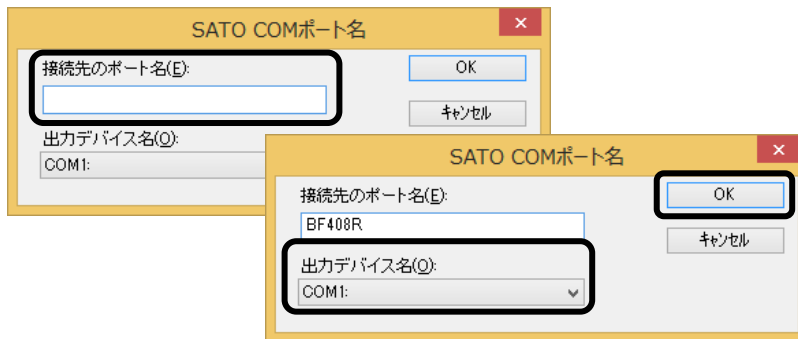 SATO COMポート名
接続先のポート名(E):
OK
キャンセル
出力デバイス名(O):
COM1:
SATO COMポート名
接続先のポート名(E):
BF408R
OK
キャンセル
出力デバイス名(O):
COM1: